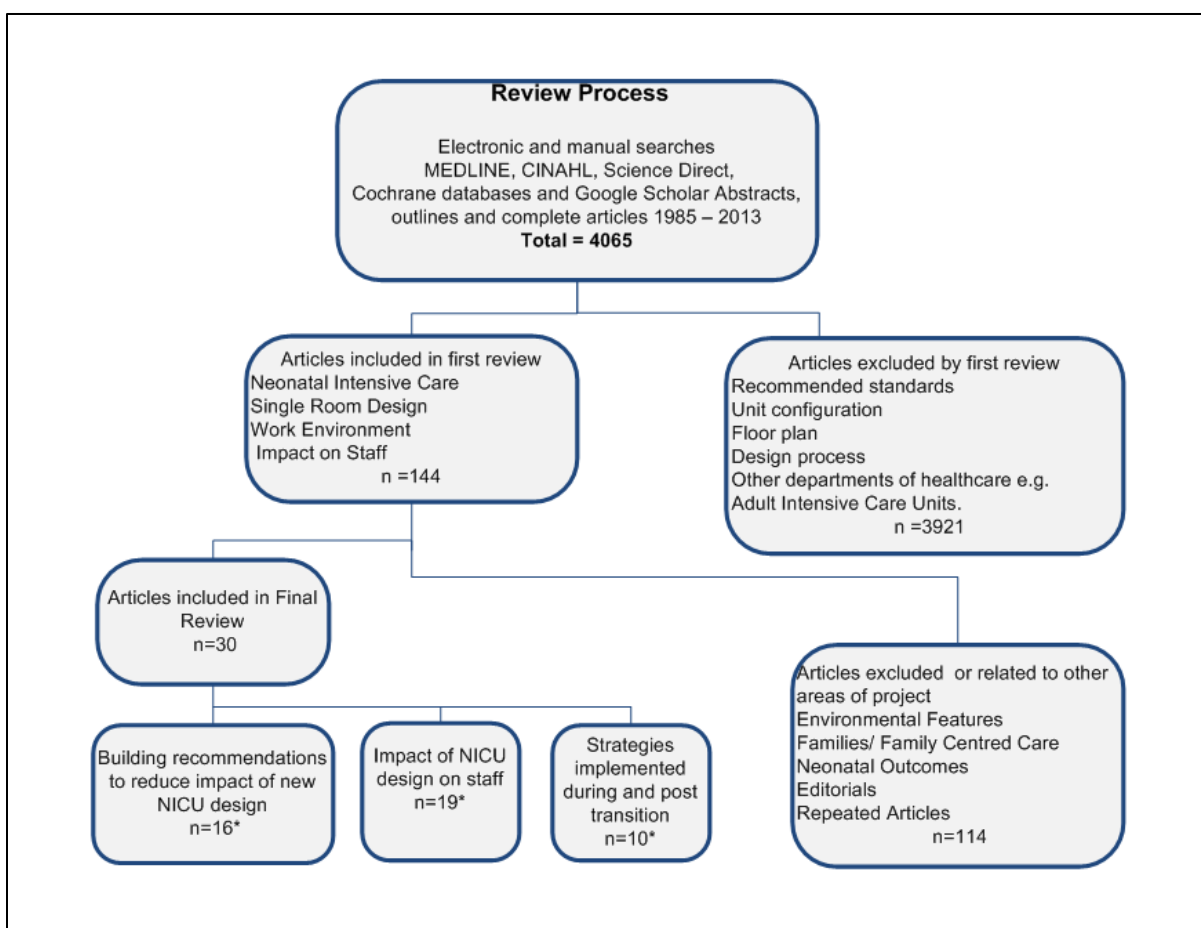 Review Process
Electronic and manual searches
MEDLINE, CINAHL, Science Direct,
Cochrane databases and Google Scholar Abstracts,
outlines and complete articles 1985 – 2013
Total = 4065
Articles included in first review
Neonatal Intensive Care
Single Room Design
Work Environment
Impact on Staff
n =144
Articles excluded by first review
Recommended standards
Unit configuration
Floor plan
Design process
Other departments of healthcare e.g.
Adult Intensive Care Units.
n =3921
Articles included in Final
Review
n=30
Articles excluded or related to other
areas of project
Environmental Features
Families/ Family Centred Care
Neonatal Outcomes
Editorials
Repeated Articles
n=114
Building recommendations
to reduce impact of new
NICU design
n=16*
Impact of NICU
design on staff
n=19*
Strategies
implemented
during and post
transition
n=10*